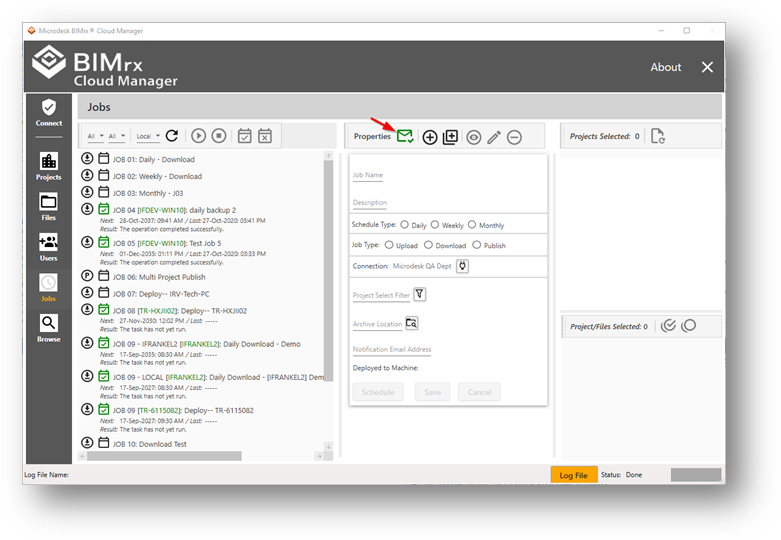 Microdesk BIMrx® Cloud Manager
BIMrx
Cloud Manager
About
Connect
Projects
Files
Users
Jobs
Browse
Jobs
All All Local
JOB 01: Daily - Download
JOB 02: Weekly - Download
JOB 03: Monthly - J03
JOB 04 [IFDEV-WIN10]: daily backup 2
Next: 28-Oct-2037: 09:41 AM / Last: 27-Oct-2020: 03:41 PM
Result: The operation completed successfully.
JOB 05 [IFDEV-WIN10]: Test Job 5
Next: 01-Dec-2035: 01:11 PM / Last: 27-Oct-2020: 03:33 PM
Result: The operation completed successfully.
P JOB 06: Multi Project Publish
JOB 07: Deploy-- IRV-Tech-PC
JOB 08 [TR-HXJII02]: Deploy-- TR-HXJII02
Next: 27-Nov-2030: 12:02 PM / Last: -----
Result: The task has not yet run.
JOB 09 - IFRANKEL2 [IFRANKEL2]: Daily Download - Demo
Next: 17-Sep-2035: 08:30 AM / Last: -----
Result: The task has not yet run.
JOB 09 - LOCAL [IFRANKEL2]: Daily Download - [IFRANKEL2] Dem
Next: 17-Sep-2027: 08:30 AM / Last: -----
Result: The task has not yet run.
JOB 09 [TR-6115082]: Deploy-- TR-6115082
Next: 17-Sep-2027: 09:30 AM / Last: -----
Result: The task has not yet run.
JOB 10: Download Test
Properties
Job Name
Description
Schedule Type: Daily Weekly Monthly
Job Type: Upload Download Publish
Connection: Microdesk QA Dept
Project Select Filter
Archive Location
Notification Email Address
Deployed to Machine:
Schedule Save Cancel
Projects Selected: 0
Project/Files Selected: 0
Log File Name:
Log File
Status: Done